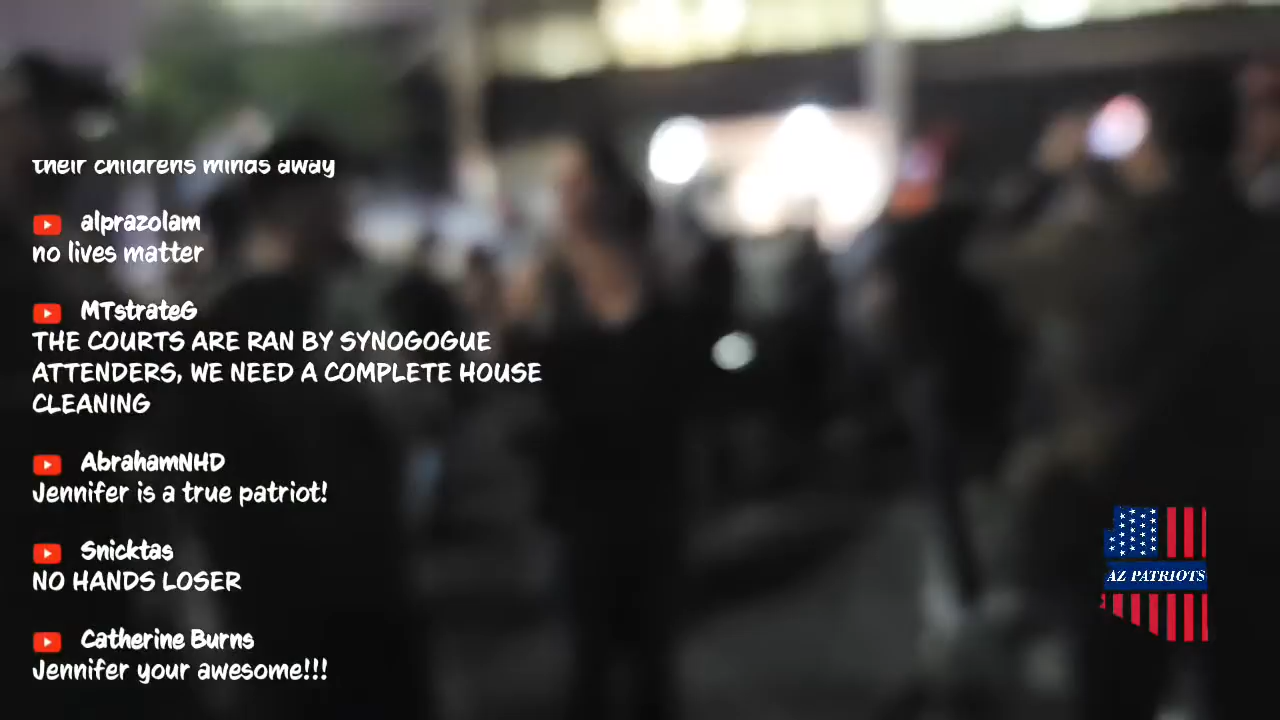 their childrens minds away
alprazolam
no lives matter
MTstrateG
THE COURTS ARE RAN BY SYNOGOGUE
ATTENDERS, WE NEED A COMPLETE HOUSE
CLEANING
AbrahamNHD
Jennifer is a true patriot!
Snicktas
NO HANDS LOSER
Catherine Burns
Jennifer your awesome!!!
AZ PATRIOTS